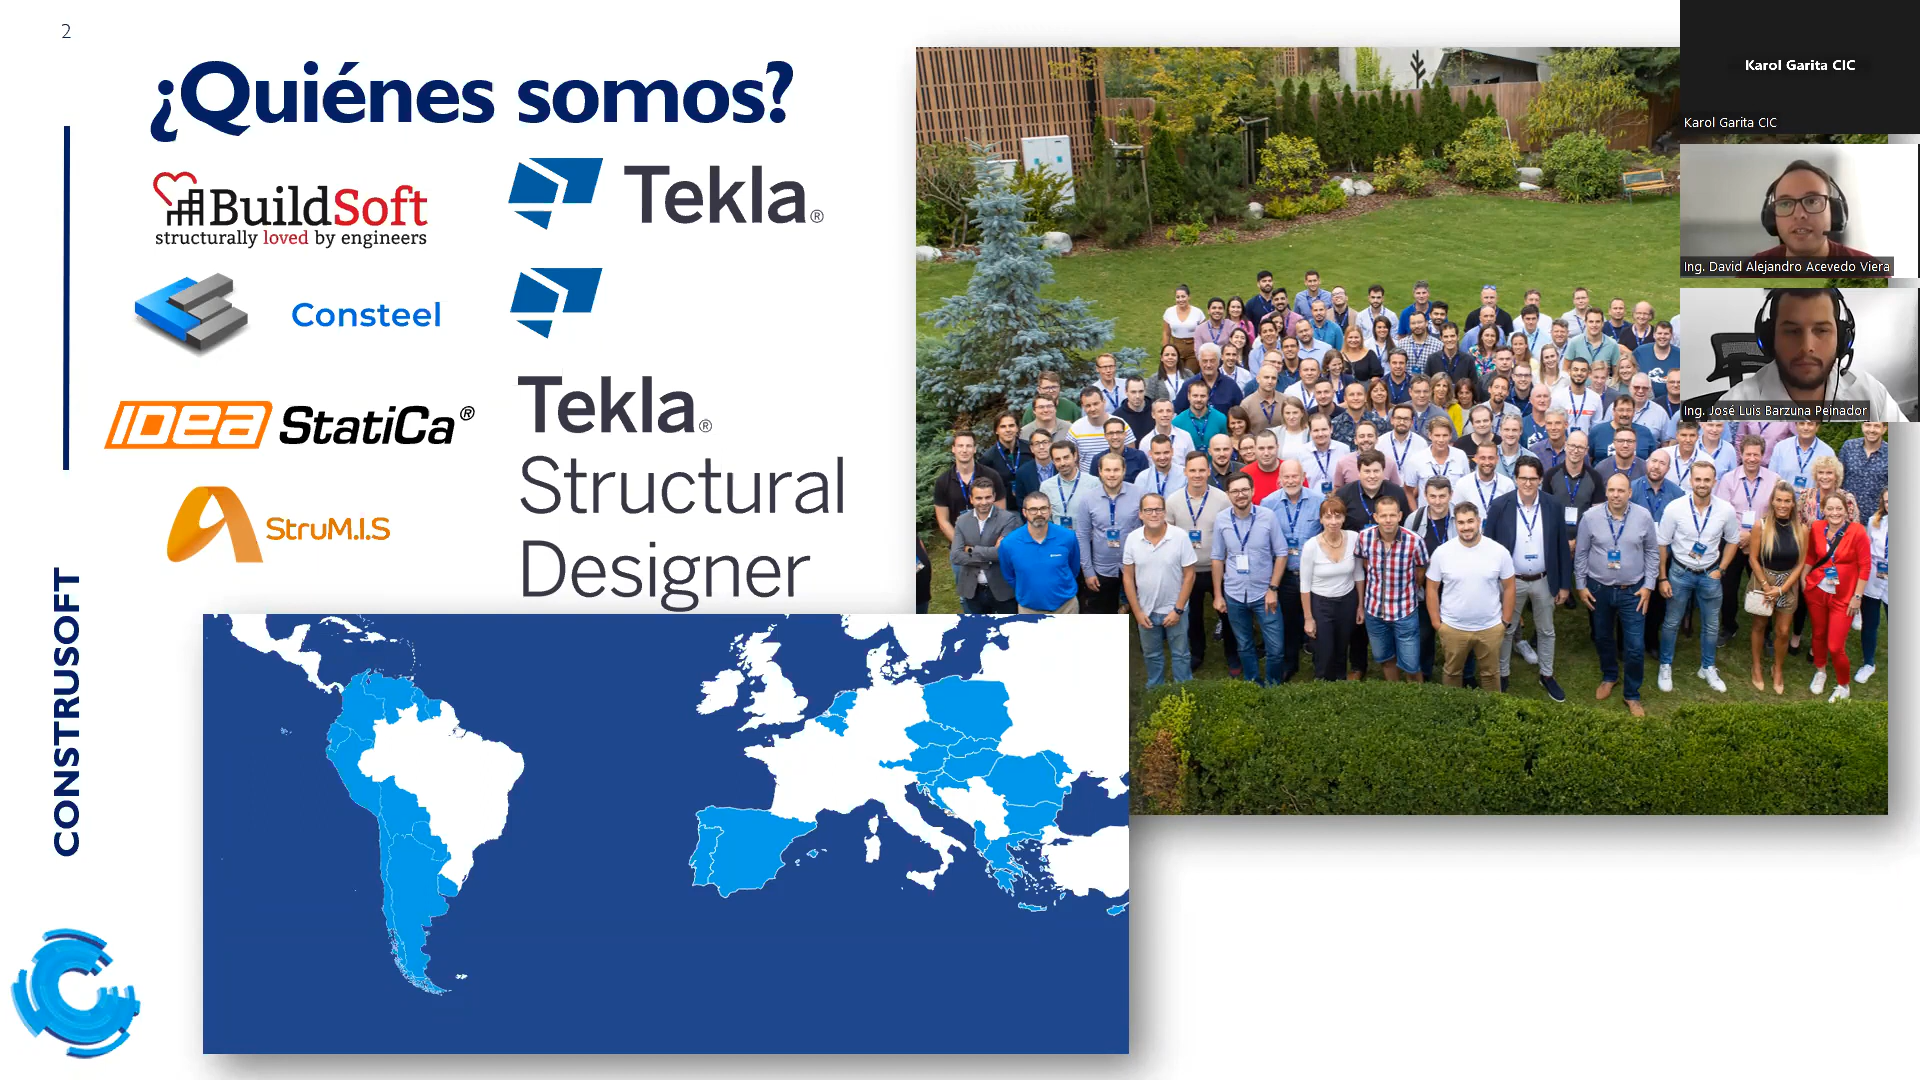 2
¿Quiénes somos?
BuildSoft
structurally loved by engineers
Tekla®
Consteel
IDEA StatiCa®
Tekla®
Structural
Designer
StruM.I.S
CONSTRUSOFT
Karol Garita CIC
Karol Garita CIC
Ing. David Alejandro Acevedo Viera
Ing. José Luis Barzuna Peinador